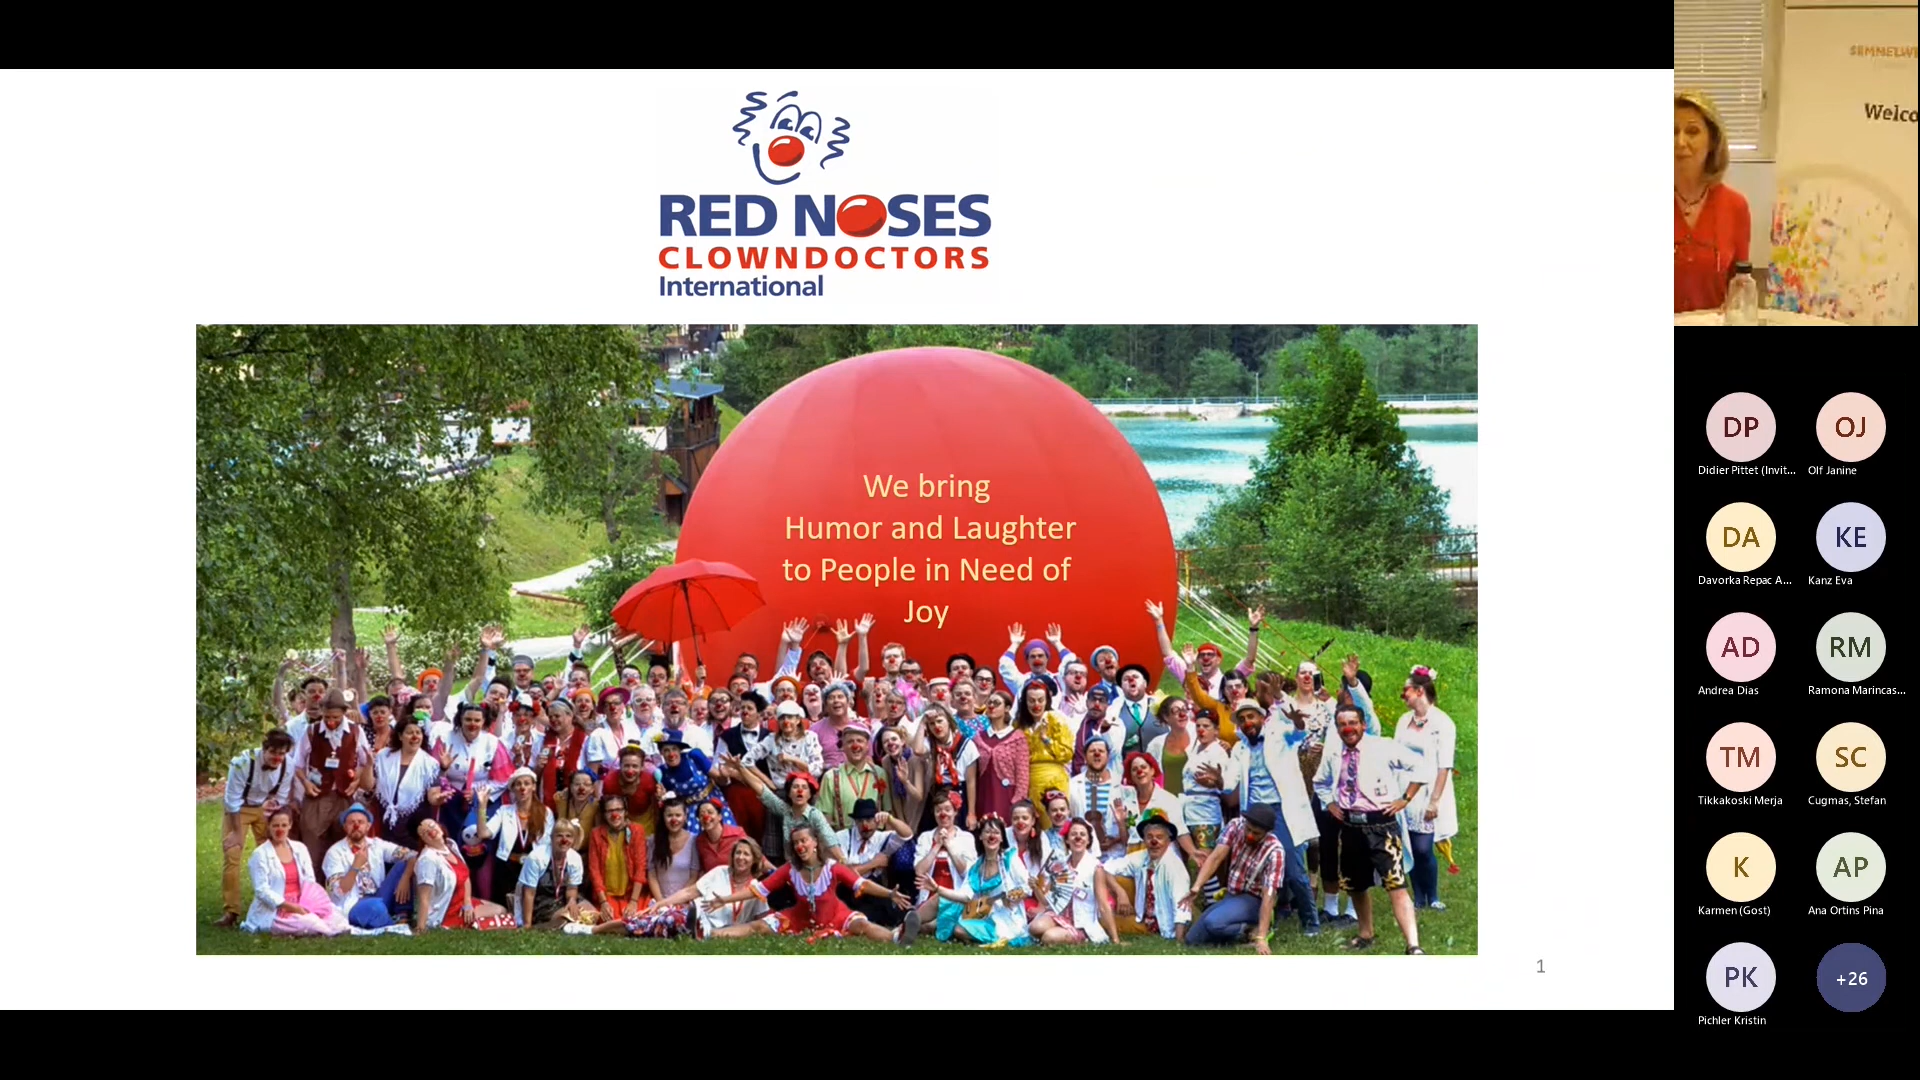 RED NOSES
CLOWNDOCTORS
International
We bring
Humor and Laughter
to People in Need of
Joy
1
SEMMELWE
Welco
DP
OJ
Didier Pittet (Invit...
Olf Janine
DA
KE
Davorka Repac A...
Kanz Eva
AD
RM
Andrea Dias
Ramona Marincas...
TM
SC
Tikkakoski Merja
Cugmas, Stefan
K
AP
Karmen (Gost)
Ana Ortins Pina
PK
+26
Pichler Kristin